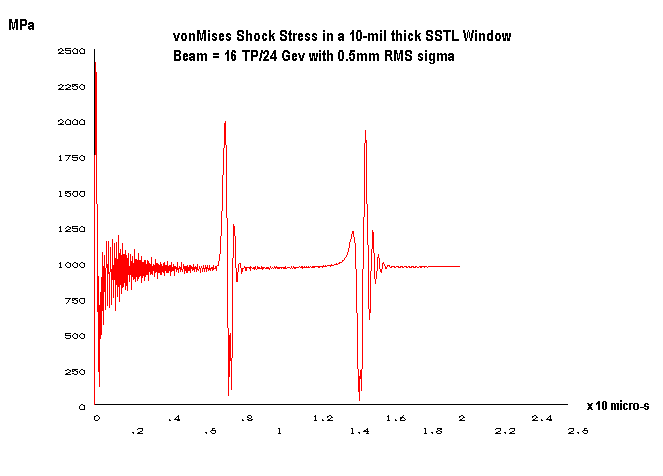 MPa
vonMises Shock Stress in a 10-mil thick SSTL Window
Beam = 16 TP/24 Gev with 0.5mm RMS sigma
2500
2250
2000
1750
1500
1250
1000
750
500
250
0
0 .4 .8 1.2 1.6 2 2.4
.2 .6 1 1.4 1.8 2.2 2.6
x 10 micro-s